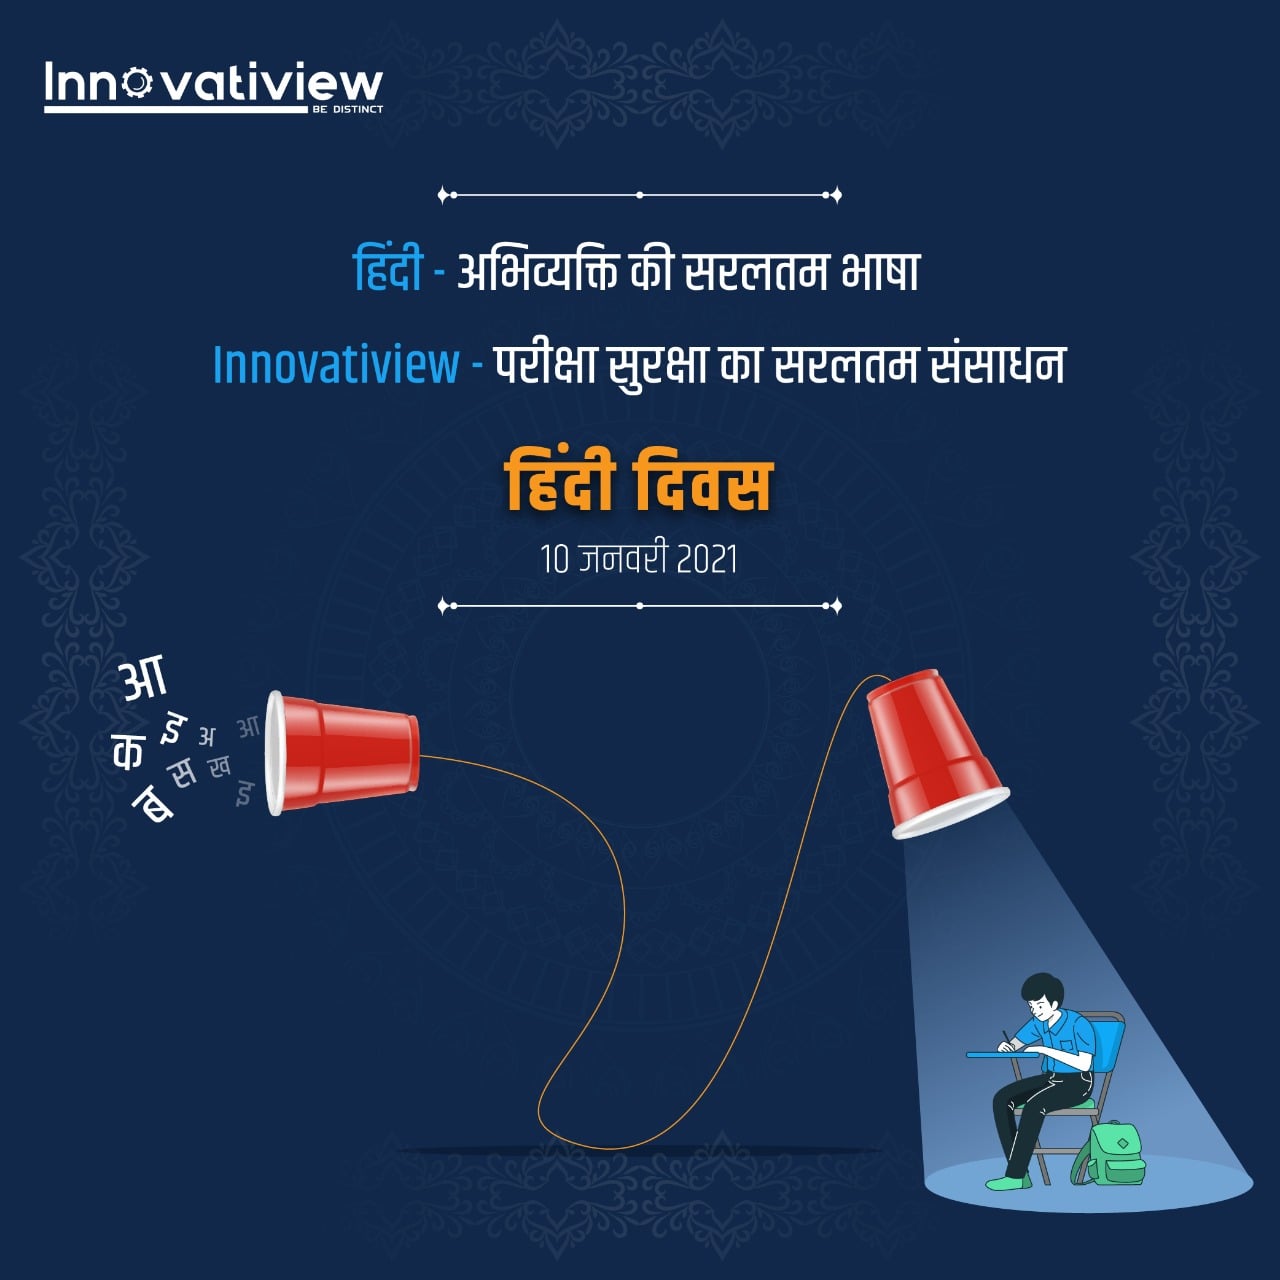 Innovatiview
BE DISTINCT
हिंदी - अभिव्यक्ति की सरलतम भाषा
Innovatiview - परीक्षा सुरक्षा का सरलतम संसाधन
हिंदी दिवस
10 जनवरी 2021
आ
क इ अ आ
स ख
ब इ